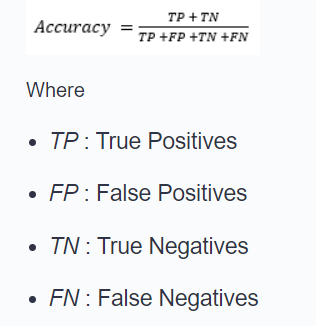 Accuracy = TP + TN / TP +FP +TN +FN
Where
• TP : True Positives
• FP : False Positives
• TN : True Negatives
• FN : False Negatives